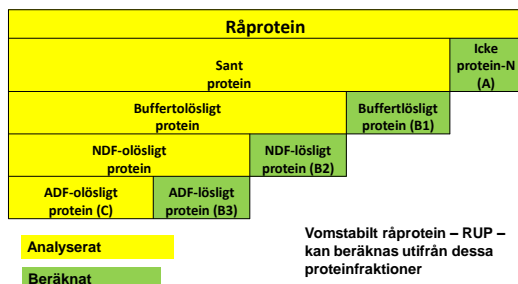 Råprotein
Sant
protein
Icke
protein-N
(A)
Buffertolösligt
protein
Buffertlösligt
protein (B1)
NDF-olösligt
protein
NDF-lösligt
protein (B2)
ADF-olösligt
protein (C)
ADF-lösligt
protein (B3)
Analyserat
Beräknat
Vomstabilt råprotein – RUP –
kan beräknas utifrån dessa
proteinfraktioner